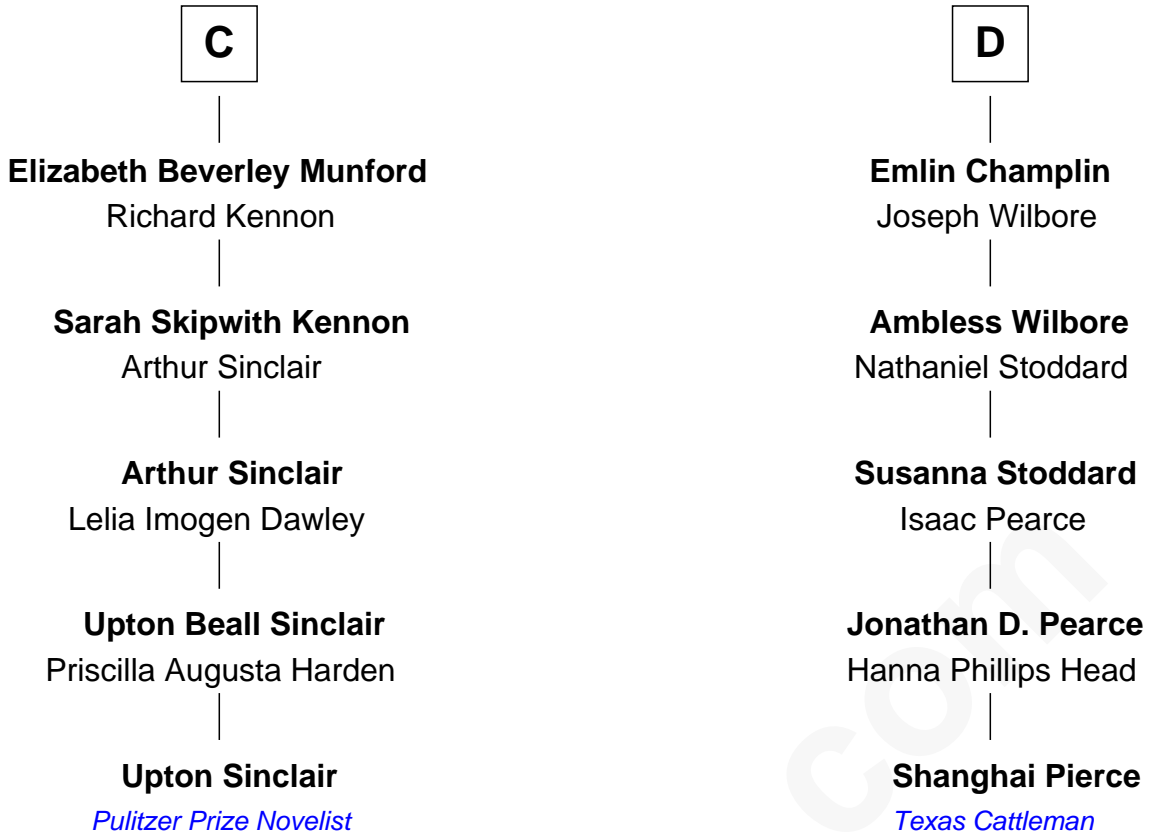 C
Elizabeth Beverley Munford
Richard Kennon
Sarah Skipwith Kennon
Arthur Sinclair
Arthur Sinclair
Lelia Imogen Dawley
Upton Beall Sinclair
Priscilla Augusta Harden
Upton Sinclair
Pulitzer Prize Novelist
D
Emlin Champlin
Joseph Wilbore
Ambless Wilbore
Nathaniel Stoddard
Susanna Stoddard
Isaac Pearce
Jonathan D. Pearce
Hanna Phillips Head
Shanghai Pierce
Texas Cattleman
com